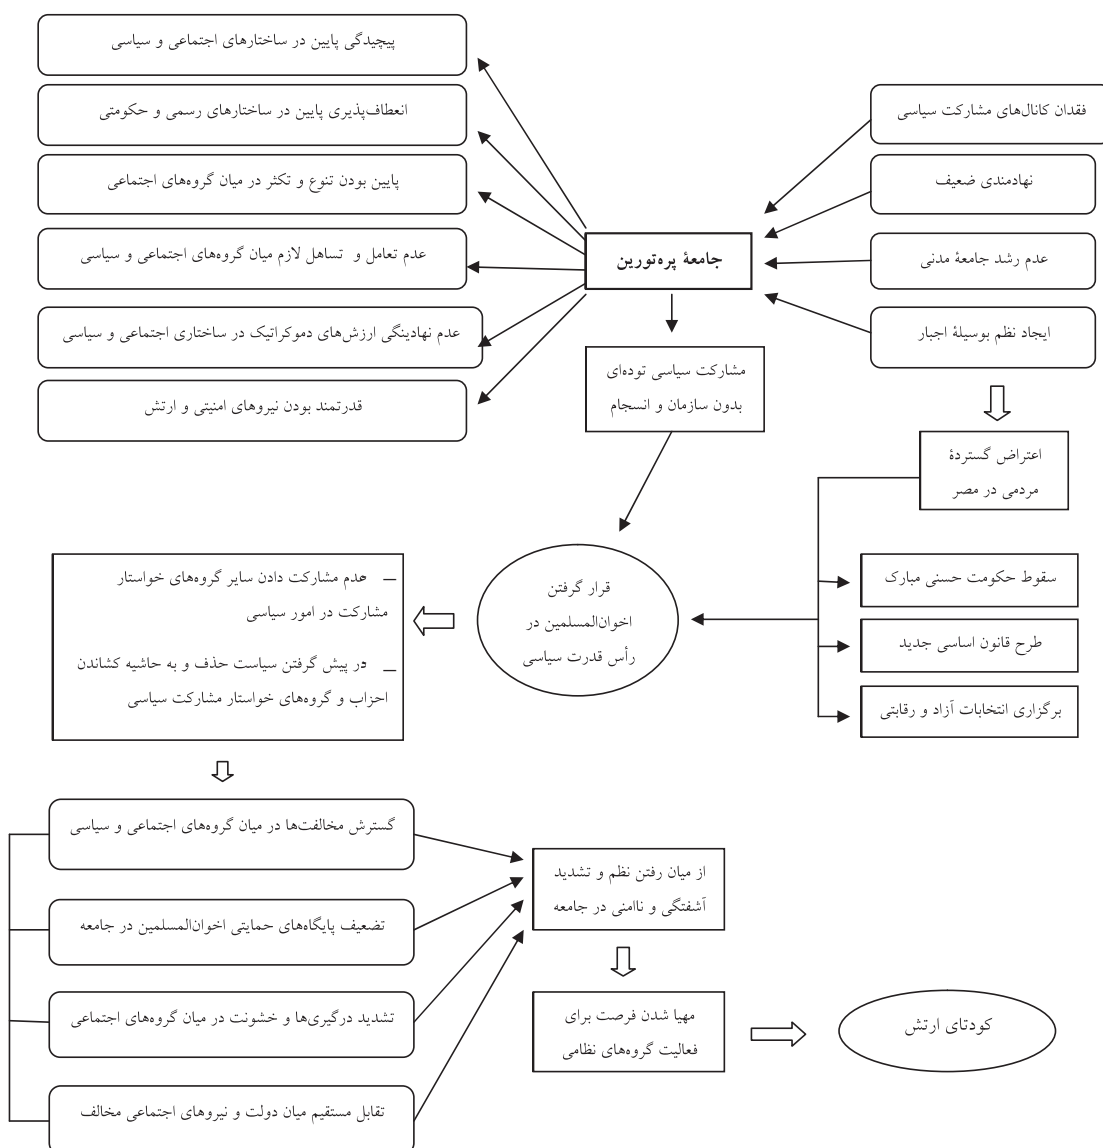 پیچیدگی پایین در ساختارهای اجتماعی و سیاسی
انعطاف‌پذیری پایین در ساختارهای رسمی و حکومتی
پایین بودن تنوع و تکثر در میان گروه‌های اجتماعی
عدم تعامل و تساهل لازم میان گروه‌های اجتماعی و سیاسی
عدم نهادینگی ارزش‌های دموکراتیک در ساختاری اجتماعی و سیاسی
قدرتمند بودن نیروهای امنیتی و ارتش
فقدان کانال‌های مشارکت سیاسی
نهادمندی ضعیف
عدم رشد جامعهٔ مدنی
ایجاد نظم بوسیلهٔ اجبار
جامعهٔ پره‌تورین
مشارکت سیاسی توده‌ای
بدون سازمان و انسجام
اعتراض گستردهٔ
مردمی در مصر
سقوط حکومت حسنی مبارک
طرح قانون اساسی جدید
برگزاری انتخابات آزاد و رقابتی
قرار گرفتن
اخوان‌المسلمین در
رأس قدرت سیاسی
– عدم مشارکت دادن سایر گروه‌های خواستار
مشارکت در امور سیاسی
– در پیش گرفتن سیاست حذف و به حاشیه کشاندن
احزاب و گروه‌های خواستار مشارکت سیاسی
گسترش مخالفت‌ها در میان گروه‌های اجتماعی و سیاسی
تضعیف پایگاه‌های حمایتی اخوان‌المسلمین در جامعه
تشدید درگیری‌ها و خشونت در میان گروه‌های اجتماعی
تقابل مستقیم میان دولت و نیروهای اجتماعی مخالف
از میان رفتن نظم و تشدید
آشفتگی و ناامنی در جامعه
مهیا شدن فرصت برای
فعالیت گروه‌های نظامی
کودتای ارتش